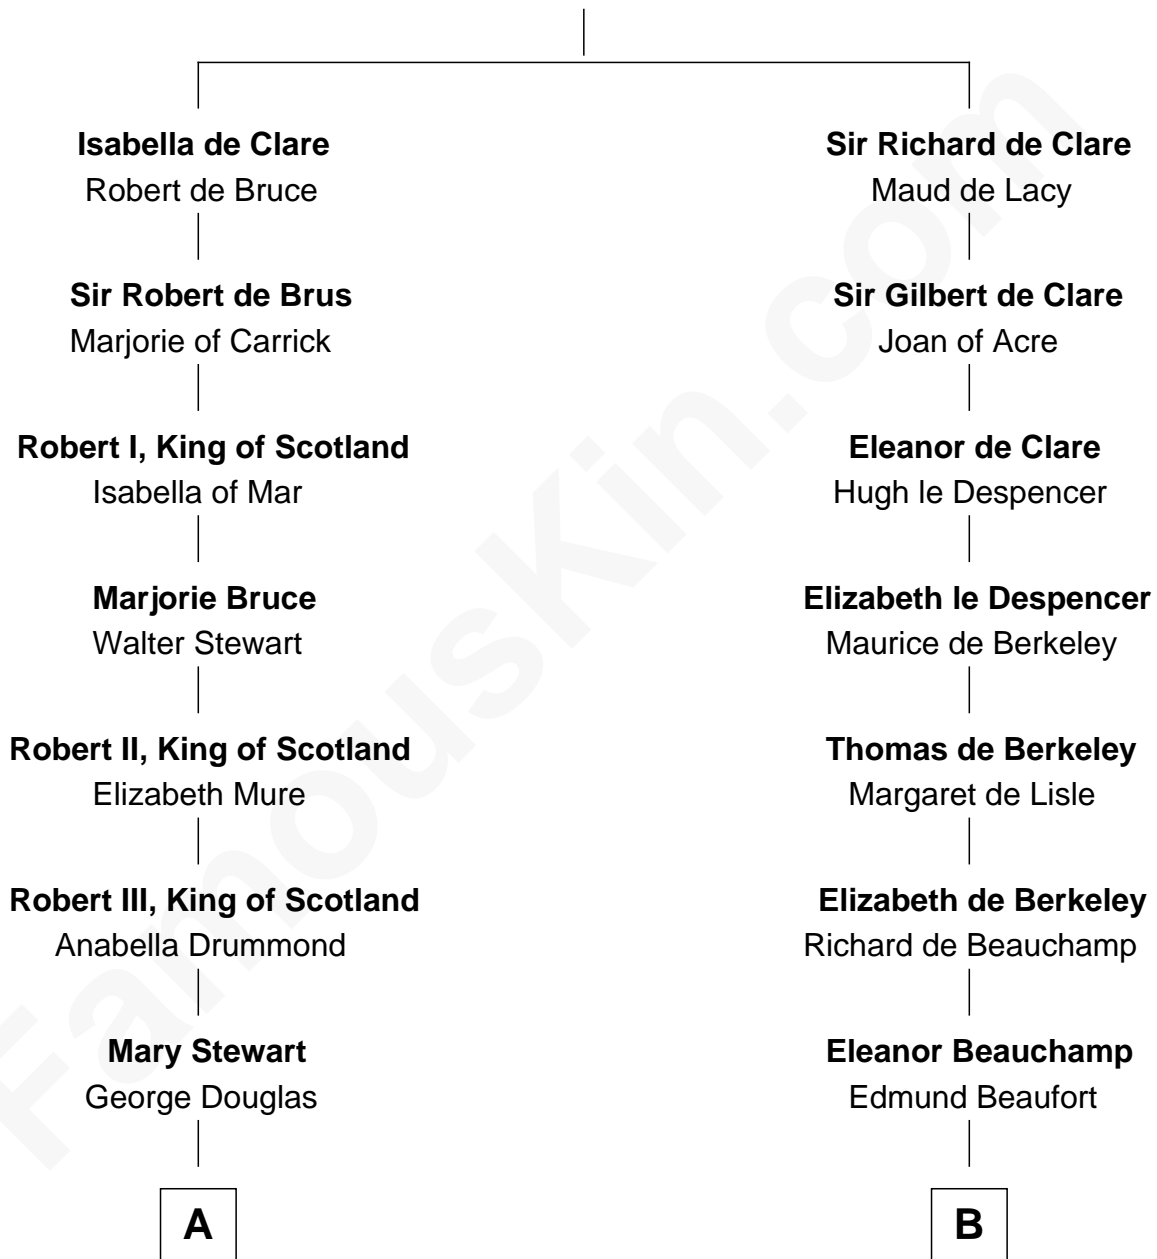 Isabella de Clare
Robert de Bruce
Sir Robert de Brus
Marjorie of Carrick
Robert I, King of Scotland
Isabella of Mar
Marjorie Bruce
Walter Stewart
Robert II, King of Scotland
Elizabeth Mure
Robert III, King of Scotland
Anabella Drummond
Mary Stewart
George Douglas
A
Sir Richard de Clare
Maud de Lacy
Sir Gilbert de Clare
Joan of Acre
Eleanor de Clare
Hugh le Despencer
Elizabeth le Despencer
Maurice de Berkeley
Thomas de Berkeley
Margaret de Lisle
Elizabeth de Berkeley
Richard de Beauchamp
Eleanor Beauchamp
Edmund Beaufort
B
FamousKin.com